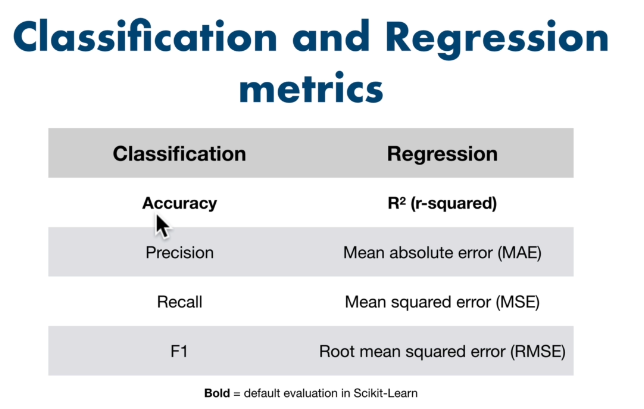 Classification and Regression
metrics
Classification Regression
Accuracy R² (r-squared)
Precision Mean absolute error (MAE)
Recall Mean squared error (MSE)
F1 Root mean squared error (RMSE)
Bold = default evaluation in Scikit-Learn